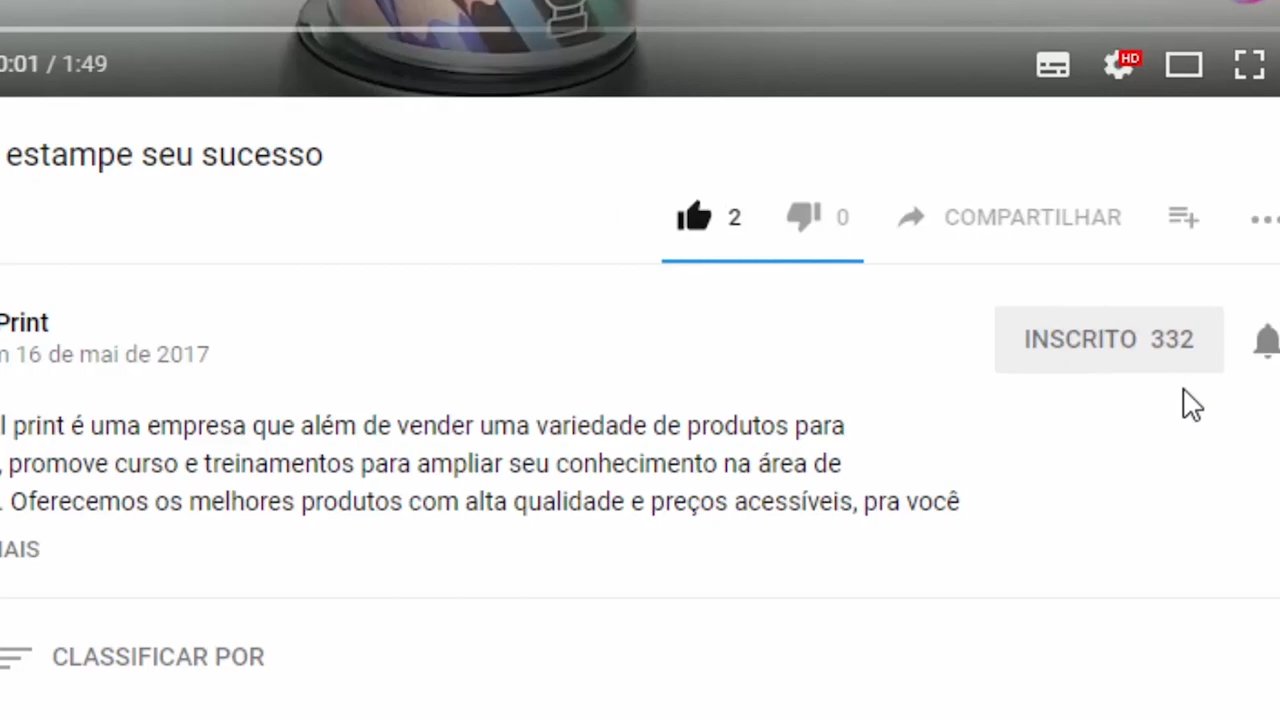 0:01 / 1:49
HD
estampe seu sucesso
2
0
COMPARTILHAR
Print
16 de mai de 2017
INSCRITO 332
print é uma empresa que além de vender uma variedade de produtos para
, promove curso e treinamentos para ampliar seu conhecimento na área de
. Oferecemos os melhores produtos com alta qualidade e preços acessíveis, pra você
CLASSIFICAR POR